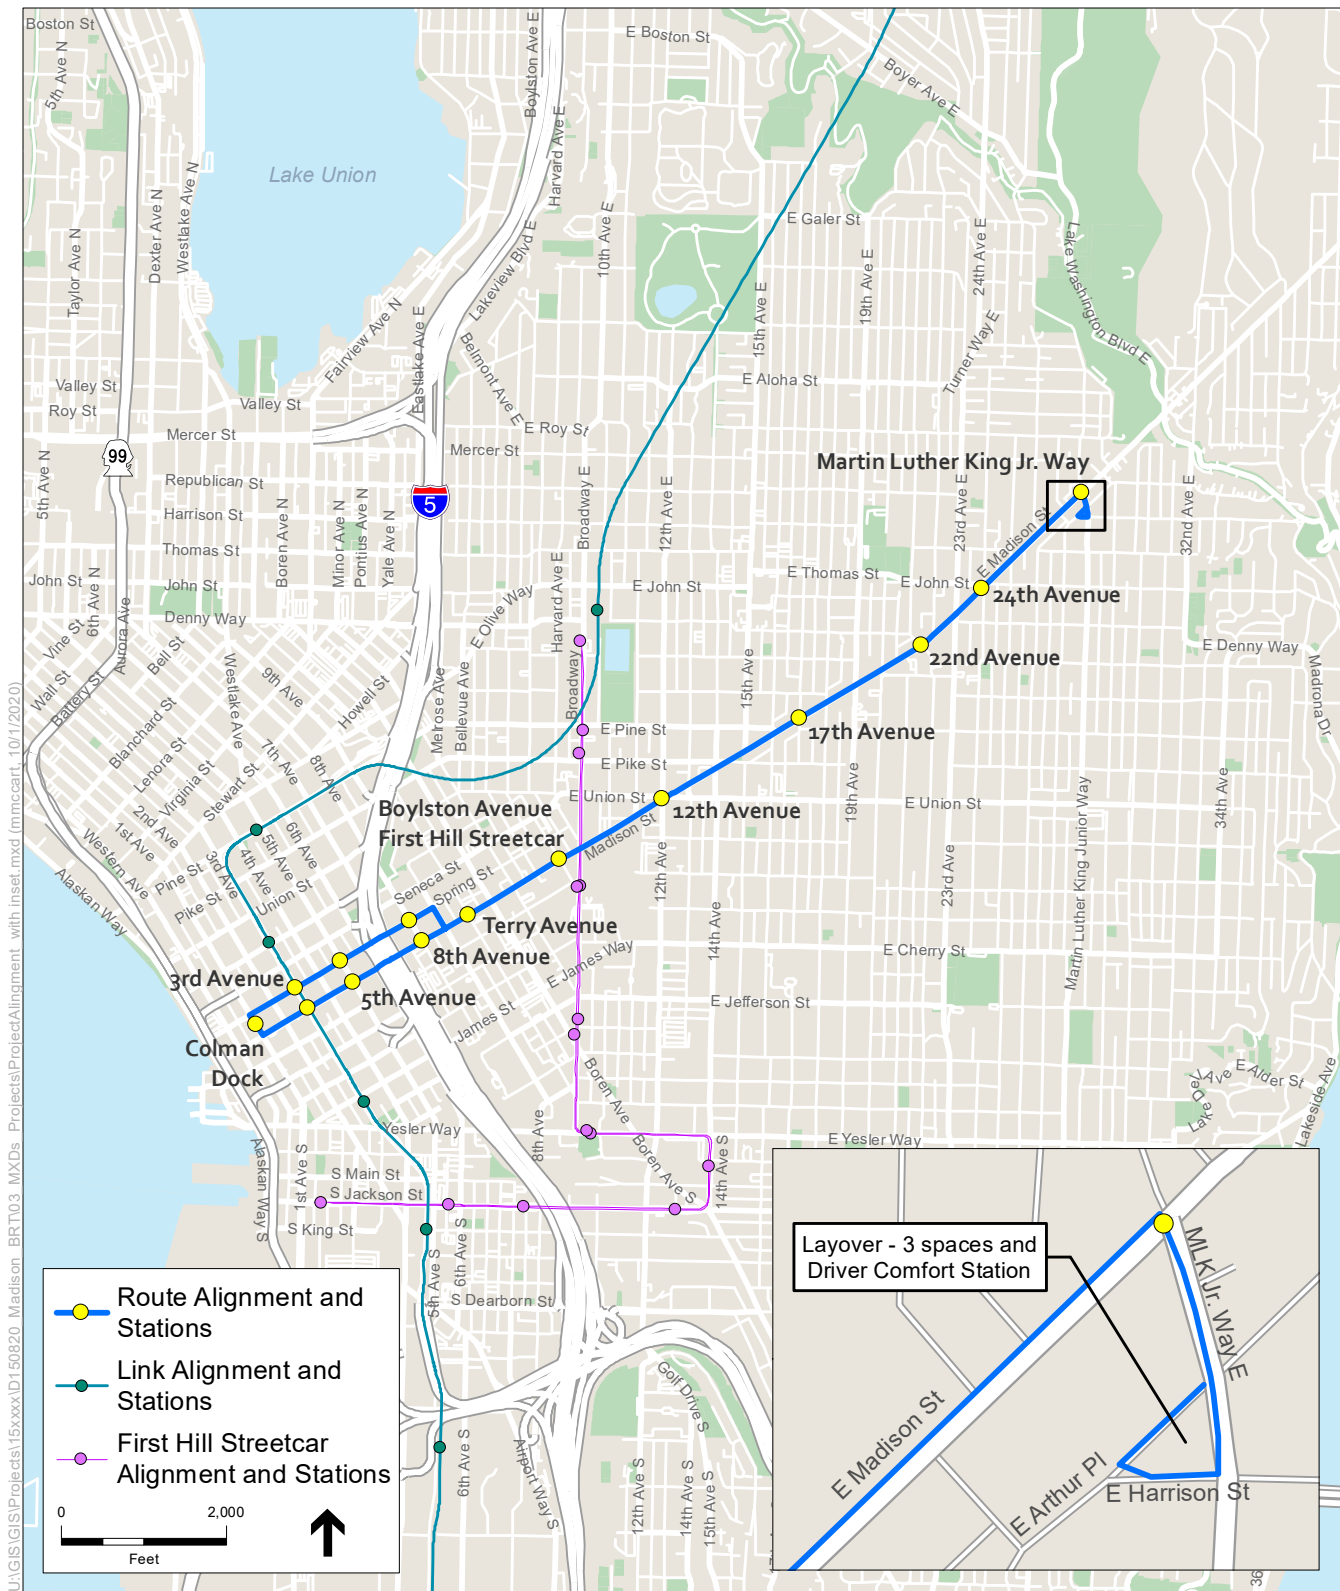 Boston St
5th Ave N
Taylor Ave N
Dexter Ave N
Westlake Ave N
Lake Union
Boylston Ave E
Harvard Ave E
E Boston St
Boyer Ave E
10th Ave E
E Galer St
Lakeview Blvd E
Fairview Ave N
Eastlake Ave E
Belmont Ave E
15th Ave E
19th Ave E
24th Ave E
Turner Way E
Lake Washington Blvd E
E Aloha St
Valley St
Roy St
Valley St
Mercer St
E Roy St
Mercer St
99
5
5th Ave N
Republican St
Harrison St
Thomas St
John St
John St
Denny Way
Boren Ave N
Minor Ave N
Pontius Ave N
Yale Ave N
6th Ave N
Aurora Ave
Broadway E
12th Ave E
Harvard Ave E
E Olive Way
E John St
E Thomas St
E John St
23rd Ave E
E Madison St
32nd Ave E
Martin Luther King Jr. Way
24th Avenue
22nd Avenue
E Denny Way
Madrona Dr
Vine St
Wall St
Battery St
Bell St
Blanchard St
Lenora St
Virginia St
Stewart St
Westlake Ave
9th Ave
Howell St
7th Ave
8th Ave
Melrose Ave
Bellevue Ave
Broadway
15th Ave
E Pine St
E Pike St
E Union St
17th Avenue
12th Avenue
19th Ave
E Union St
Martin Luther King Junior Way
34th Ave
Boylston Avenue
First Hill Streetcar
Madison St
2nd Ave
1st Ave
Western Ave
Alaskan Way
Pine St
Pike St
3rd Ave
4th Ave
5th Ave
6th Ave
Union St
Seneca St
Spring St
12th Ave
14th Ave
23rd Ave
Terry Avenue
8th Avenue
5th Avenue
3rd Avenue
Colman
Dock
E James Way
James St
E Cherry St
E Jefferson St
Boren Ave
Yesler Way
8th Ave
Boren Ave S
14th Ave S
E Yesler Way
E Alder St
Lakeside Ave
Alaskan Way S
1st Ave S
S Main St
S Jackson St
S King St
5th Ave S
6th Ave S
S Dearborn St
Golf Drive S
Airport Way S
6th Ave S
12th Ave S
14th Ave S
15th Ave S
Route Alignment and
Stations
Link Alignment and
Stations
First Hill Streetcar
Alignment and Stations
0
2,000
Feet
Layover - 3 spaces and
Driver Comfort Station
MLK Jr. Way E
E Madison St
E Arthur Pl
E Harrison St
U:\GIS\GIS\Projects\15xxxx\D150820_Madison_BRT\03_MXDs_Projects\ProjectAlingment_with inset.mxd (mmccart, 10/1/2020)